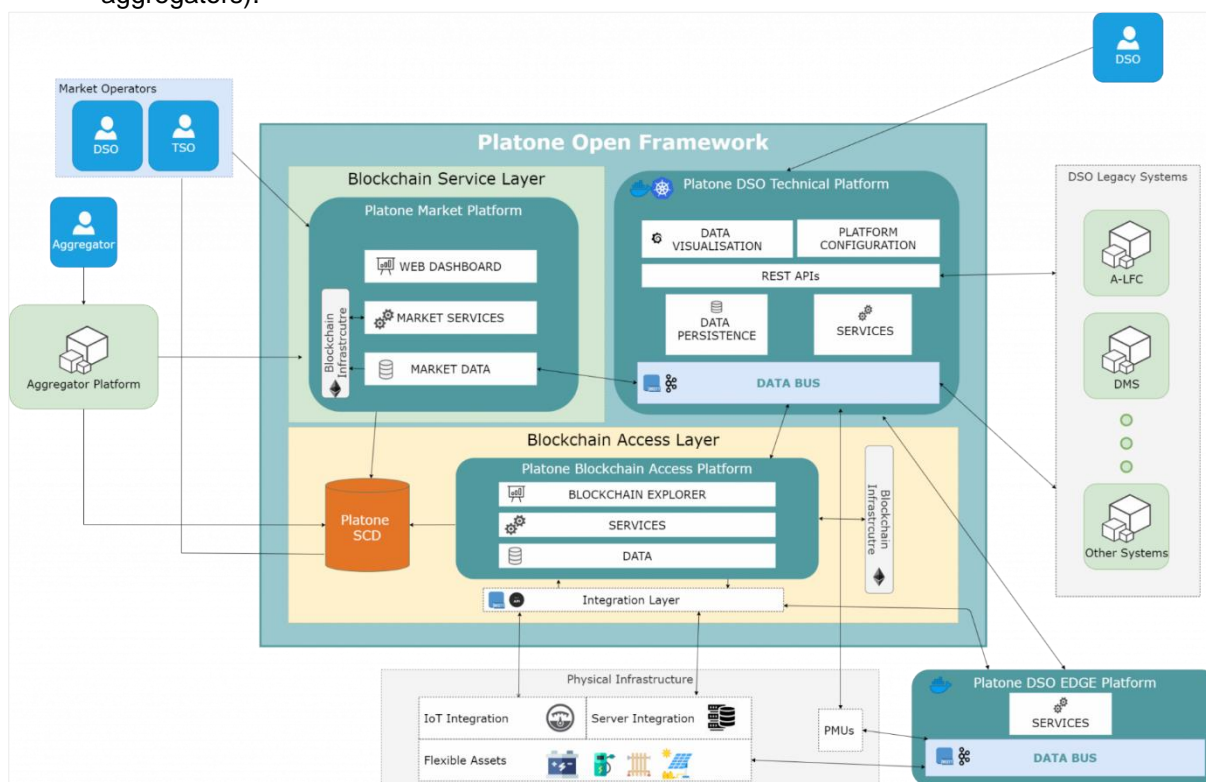 aggregators).
DSO
Market Operators
DSO
TSO
Platone Open Framework
Blockchain Service Layer
Platone DSO Technical Platform
DSO Legacy Systems
Platone Market Platform
DATA
VISUALISATION
PLATFORM
CONFIGURATION
Aggregator
WEB DASHBOARD
REST APIs
A-LFC
Blockchain
Infrastrcutre
MARKET SERVICES
DATA
PERSISTENCE
SERVICES
Aggregator Platform
MARKET DATA
DATA BUS
DMS
Blockchain Access Layer
Platone Blockchain Access Platform
Platone
SCD
BLOCKCHAIN EXPLORER
SERVICES
DATA
Blockchain
Infrastrcutre
Other Systems
Integration Layer
Physical Infrastructure
Platone DSO EDGE Platform
IoT Integration
Server Integration
PMUs
SERVICES
Flexible Assets
DATA BUS